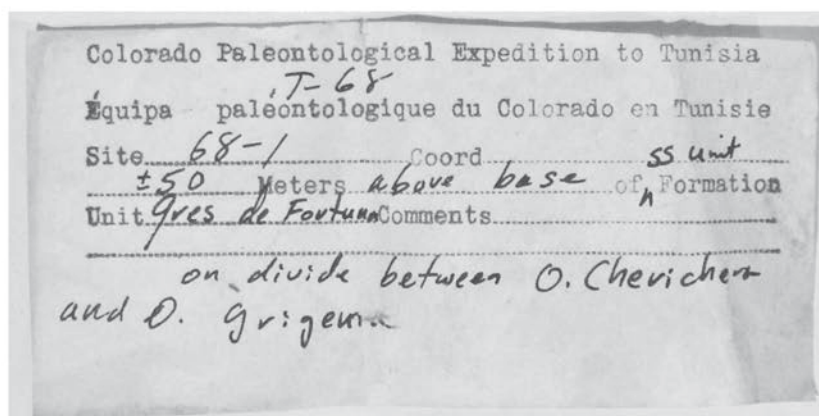 Colorado Paleontological Expedition to Tunisia
T-68
Équipa paléontologique du Colorado en Tunisie
Site 68-1 Coord ss unit
±50 Meters above base of Formation
Unit Gres de Fortuna Comments
on divide between O. Cherichera
and O. Grigema